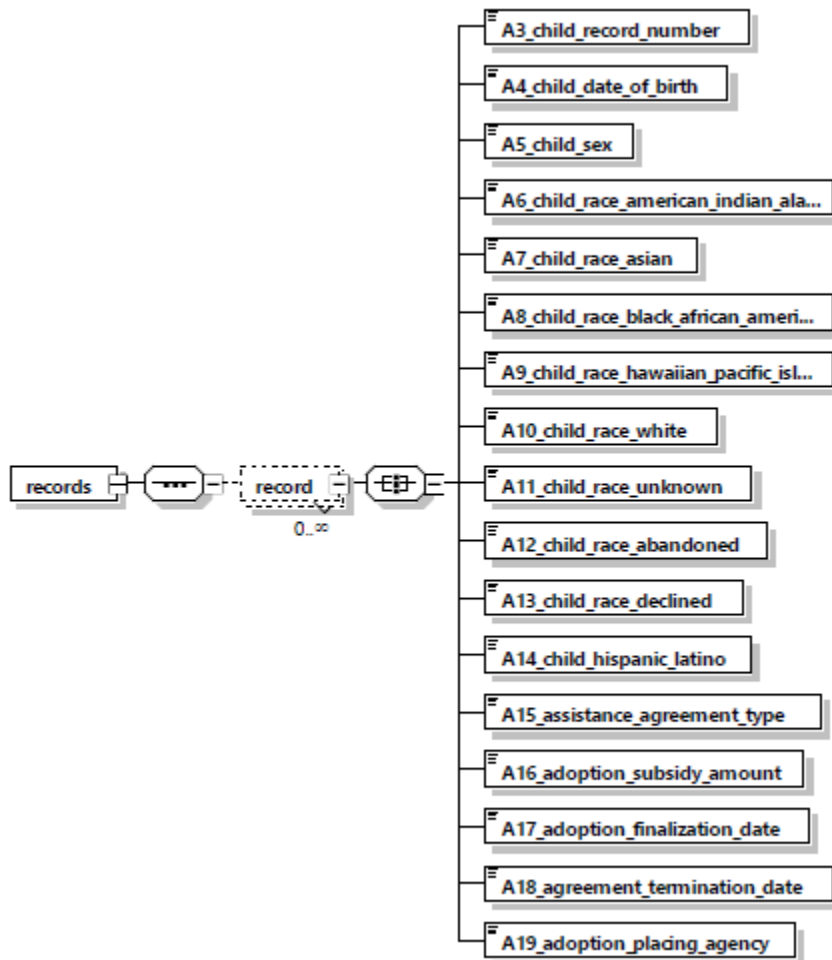 A3_child_record_number
A4_child_date_of_birth
A5_child_sex
A6_child_race_american_indian_ala...
A7_child_race_asian
A8_child_race_black_african_ameri...
A9_child_race_hawaiian_pacific_isl...
A10_child_race_white
records
record
0..∞
A11_child_race_unknown
A12_child_race_abandoned
A13_child_race_declined
A14_child_hispanic_latino
A15_assistance_agreement_type
A16_adoption_subsidy_amount
A17_adoption_finalization_date
A18_agreement_termination_date
A19_adoption_placing_agency